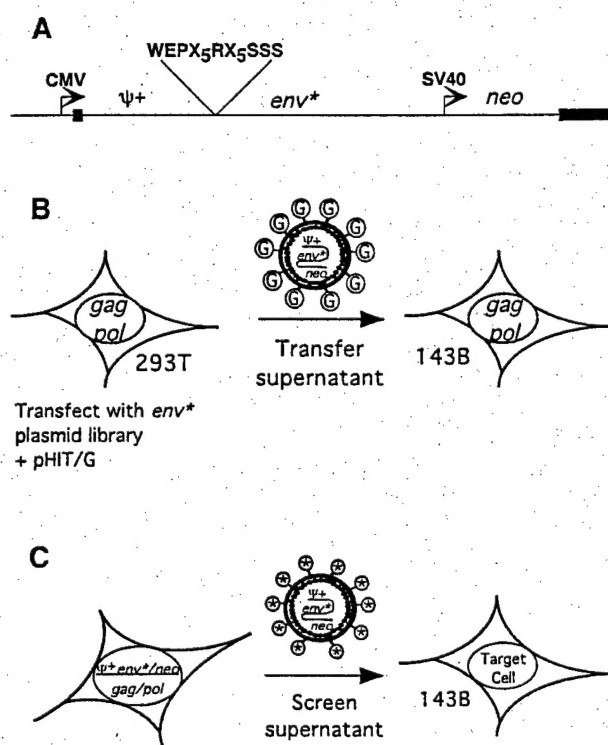 A
WEPX5RX5SSS
CMV
ψ+
env*
SV40
neo
B
gag
pol
293T
G G G G G G G G G G
ψ+
env*
neo
Transfer
supernatant
gag
pol
143B
Transfect with env*
plasmid library
+ pHIT/G
C
ψ+ env*/neo
gag/pol
* * * * * * * * * *
ψ+
env*
neo
Screen
supernatant
Target
Cell
143B